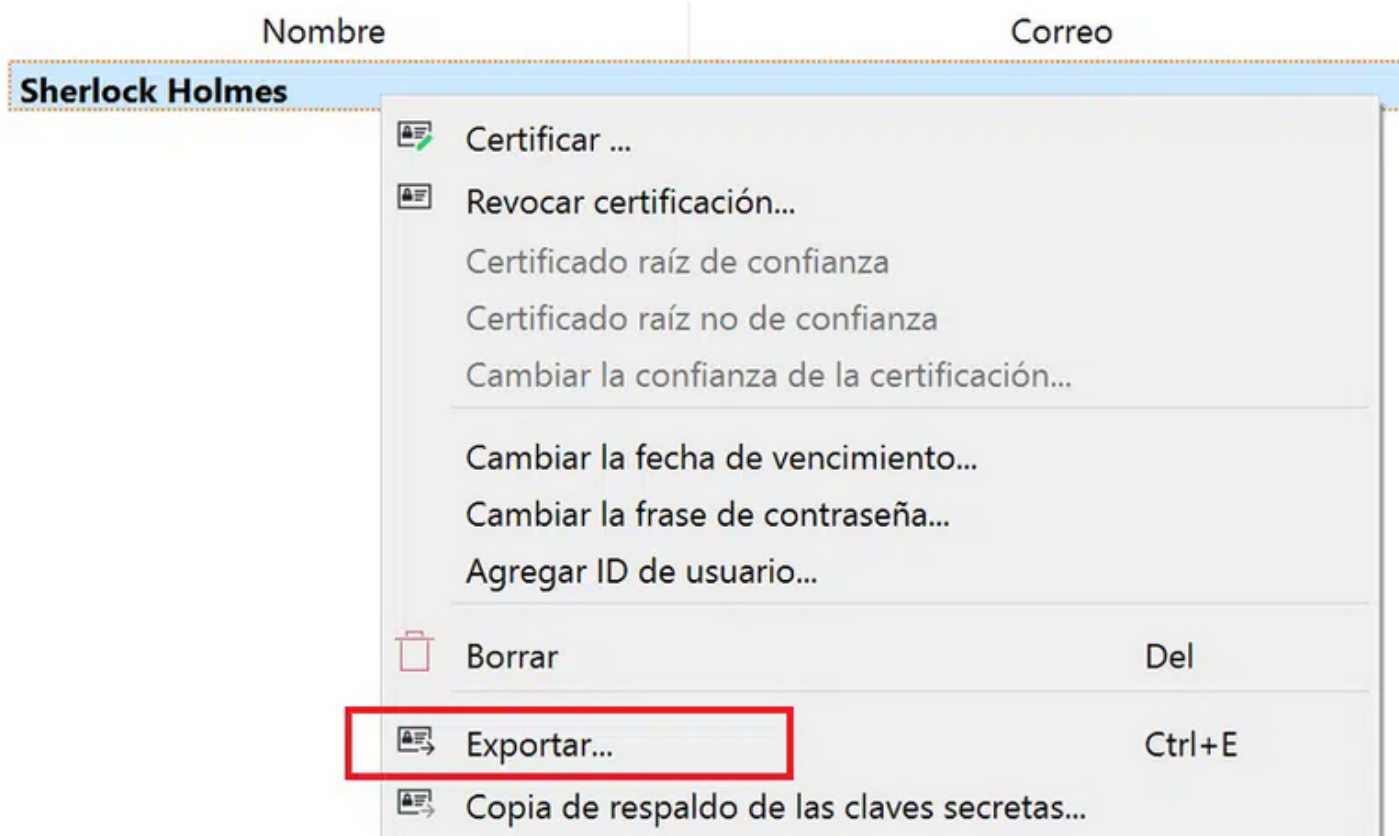 Nombre Correo
Sherlock Holmes
Certificar ...
Revocar certificación...
Certificado raíz de confianza
Certificado raíz no de confianza
Cambiar la confianza de la certificación...
Cambiar la fecha de vencimiento...
Cambiar la frase de contraseña...
Agregar ID de usuario...
Borrar Del
Exportar... Ctrl+E
Copia de respaldo de las claves secretas...